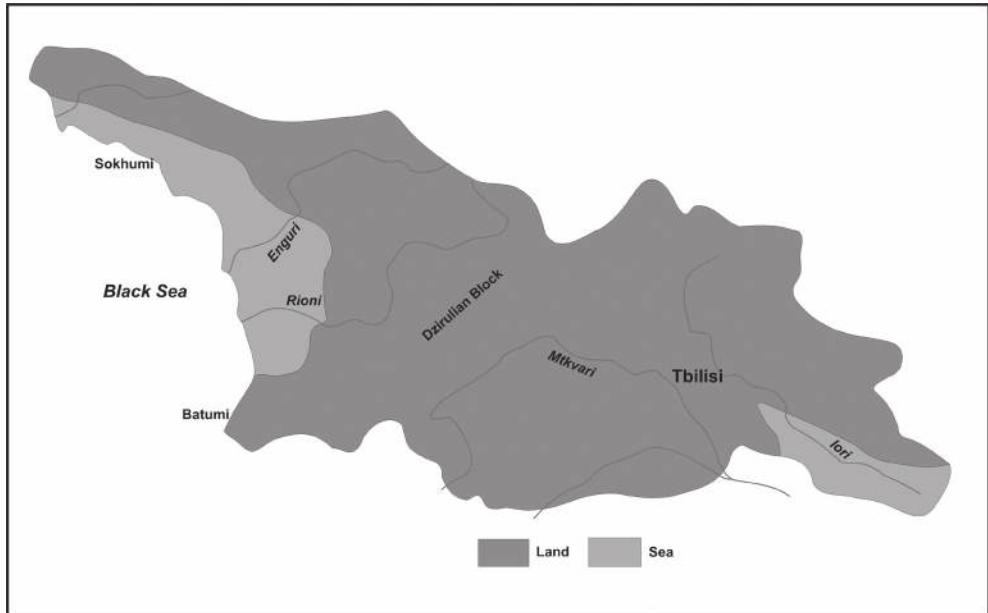 Sokhumi
Enguri
Black Sea
Rioni
Dzirulian Block
Mtkvari
Tbilisi
Batumi
Iori
Land
Sea